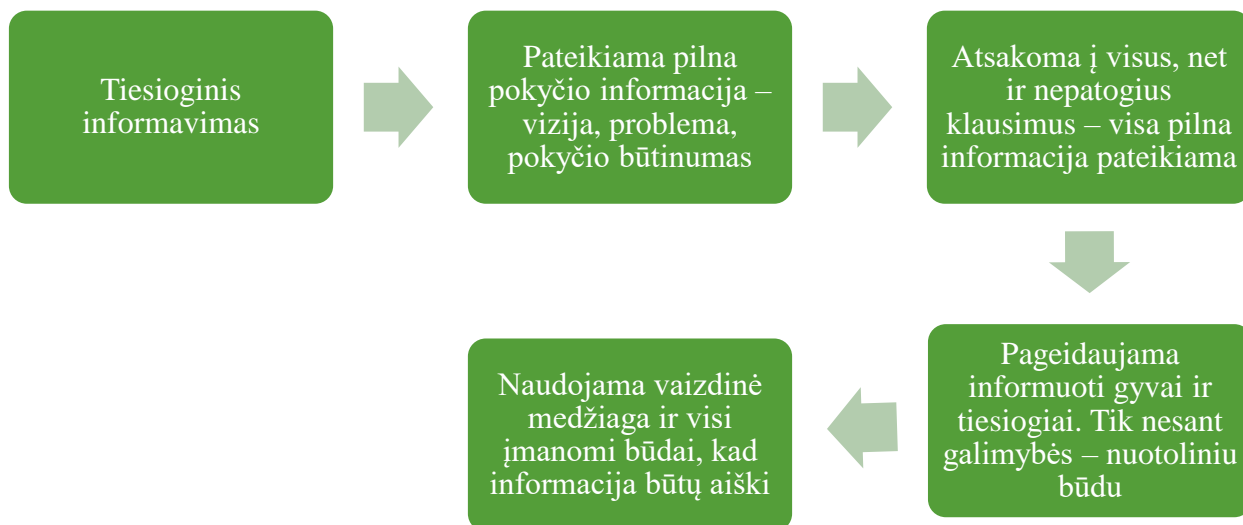 Tiesioginis
informavimas
Pateikiama pilna
pokyčio informacija –
vizija, problema,
pokyčio būtinumas
Atsakoma į visus, net
ir nepatogius
klausimus – visa pilna
informacija pateikiama
Pageidaujama
informuoti gyvai ir
tiesiogiai. Tik nesant
galimybės – nuotoliniu
būdu
Naudojama vaizdinė
medžiaga ir visi
įmanomi būdai, kad
informacija būtų aiški